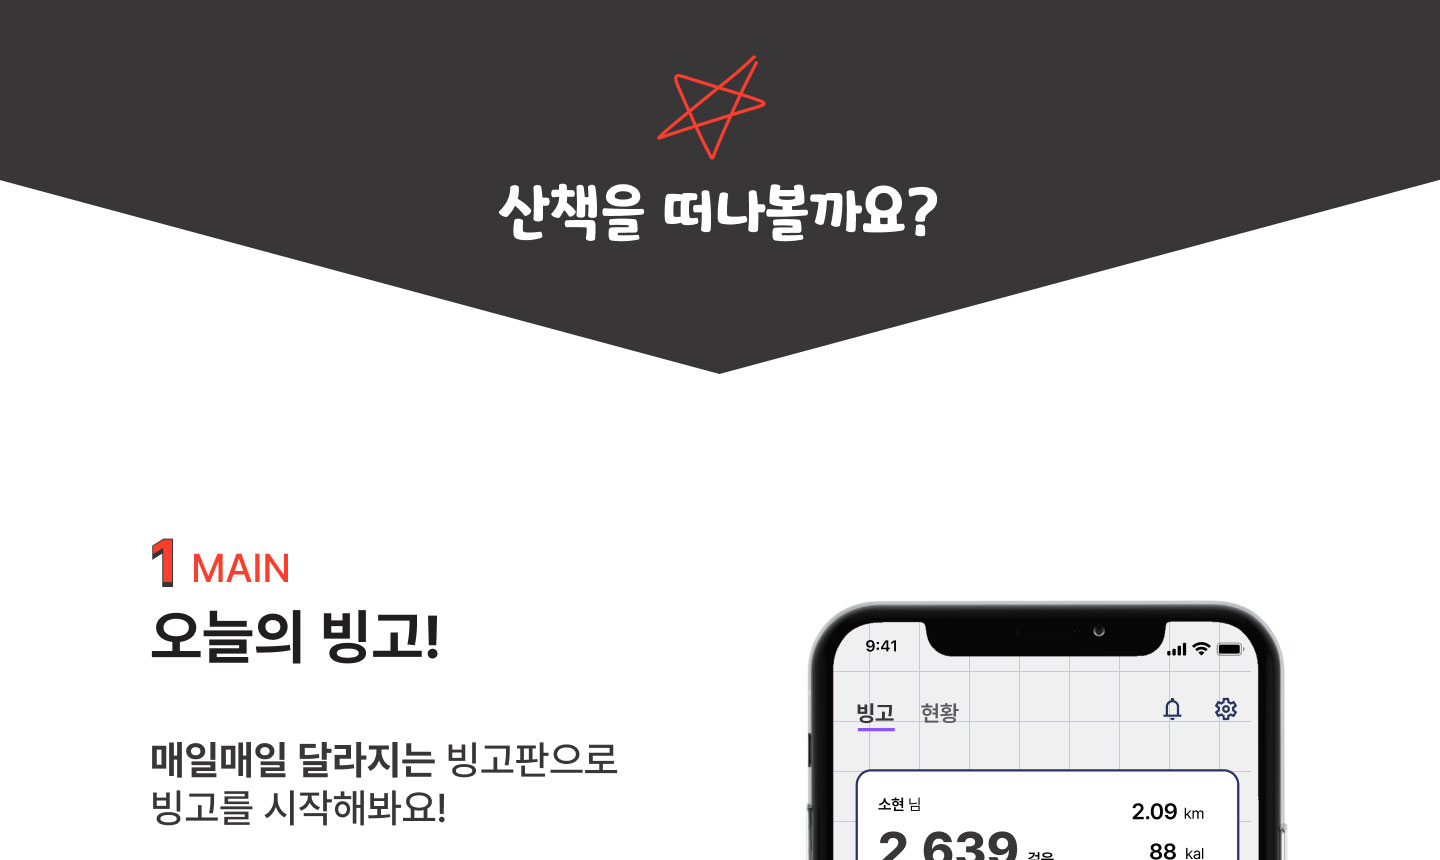 산책을 떠나볼까요?
1 MAIN
오늘의 빙고!
매일매일 달라지는 빙고판으로
빙고를 시작해봐요!
9:41
빙고 현황
소현 님
2.09 km
2,639 걸음
88 kal